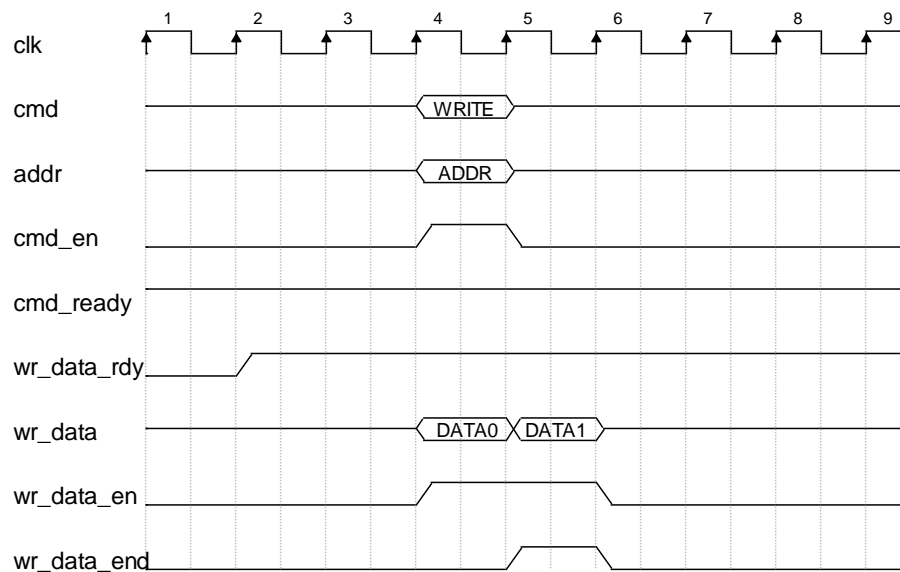 1 2 3 4 5 6 7 8 9
clk
cmd WRITE
addr ADDR
cmd_en
cmd_ready
wr_data_rdy
wr_data DATA0 DATA1
wr_data_en
wr_data_end